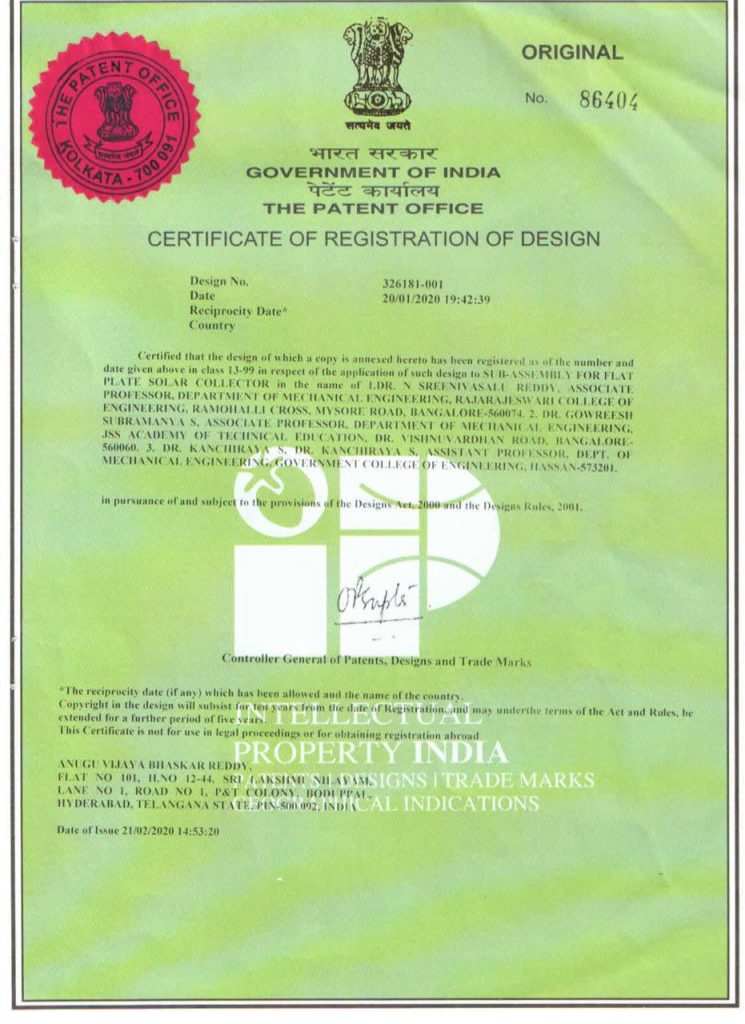 THE PATENT OFFICE
सत्यमेव जयते
KOLKATA - 700 091
ORIGINAL
No. 86404
सत्यमेव जयते
भारत सरकार
GOVERNMENT OF INDIA
पेटेंट कार्यालय
THE PATENT OFFICE
CERTIFICATE OF REGISTRATION OF DESIGN
Design No. 326181-001
Date 20/01/2020 19:42:39
Reciprocity Date*
Country
Certified that the design of which a copy is annexed hereto has been registered as of the number and
date given above in class 13-99 in respect of the application of such design to SUB-ASSEMBLY FOR FLAT
PLATE SOLAR COLLECTOR in the name of 1.DR. N SREENIVASALU REDDY, ASSOCIATE
PROFESSOR, DEPARTMENT OF MECHANICAL ENGINEERING, RAJARAJESWARI COLLEGE OF
ENGINEERING, RAMOHALLI CROSS, MYSORE ROAD, BANGALORE-560074. 2. DR. GOWREESH
SUBRAMANYA S, ASSOCIATE PROFESSOR, DEPARTMENT OF MECHANICAL ENGINEERING,
JSS ACADEMY OF TECHNICAL EDUCATION, DR. VISHNUVARDHAN ROAD, BANGALORE-
560060. 3. DR. KANCHIRAYA S, DR. KANCHIRAYA S, ASSISTANT PROFESSOR, DEPT. OF
MECHANICAL ENGINEERING, GOVERNMENT COLLEGE OF ENGINEERING, HASSAN-573201.
in pursuance of and subject to the provisions of the Designs Act, 2000 and the Designs Rules, 2001.
OPGupta
Controller General of Patents, Designs and Trade Marks
*The reciprocity date (if any) which has been allowed and the name of the country.
Copyright in the design will subsist for ten years from the date of Registration, and may underthe terms of the Act and Rules, be
extended for a further period of five years.
This Certificate is not for use in legal proceedings or for obtaining registration abroad
INTELLECTUAL
PROPERTY INDIA
PATENTS | DESIGNS | TRADE MARKS
GEOGRAPHICAL INDICATIONS
ANUGU VIJAYA BHASKAR REDDY,
FLAT NO 101, H.NO 12-44, SRI LAKSHMI NILAYAM,
LANE NO 1, ROAD NO 1, P&T COLONY, BODUPPAL,
HYDERABAD, TELANGANA STATE, PIN-500 092, INDIA
Date of Issue 21/02/2020 14:53:20